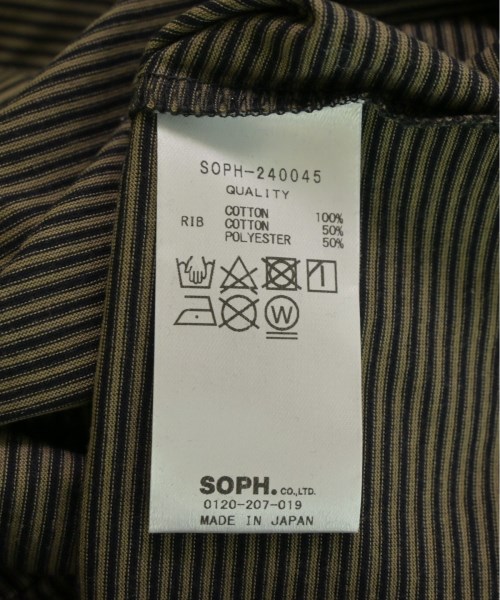 SOPH-240045
QUALITY
COTTON 100%
RIB COTTON 50%
POLYESTER 50%
W
SOPH. CO.,LTD.
0120-207-019
MADE IN JAPAN